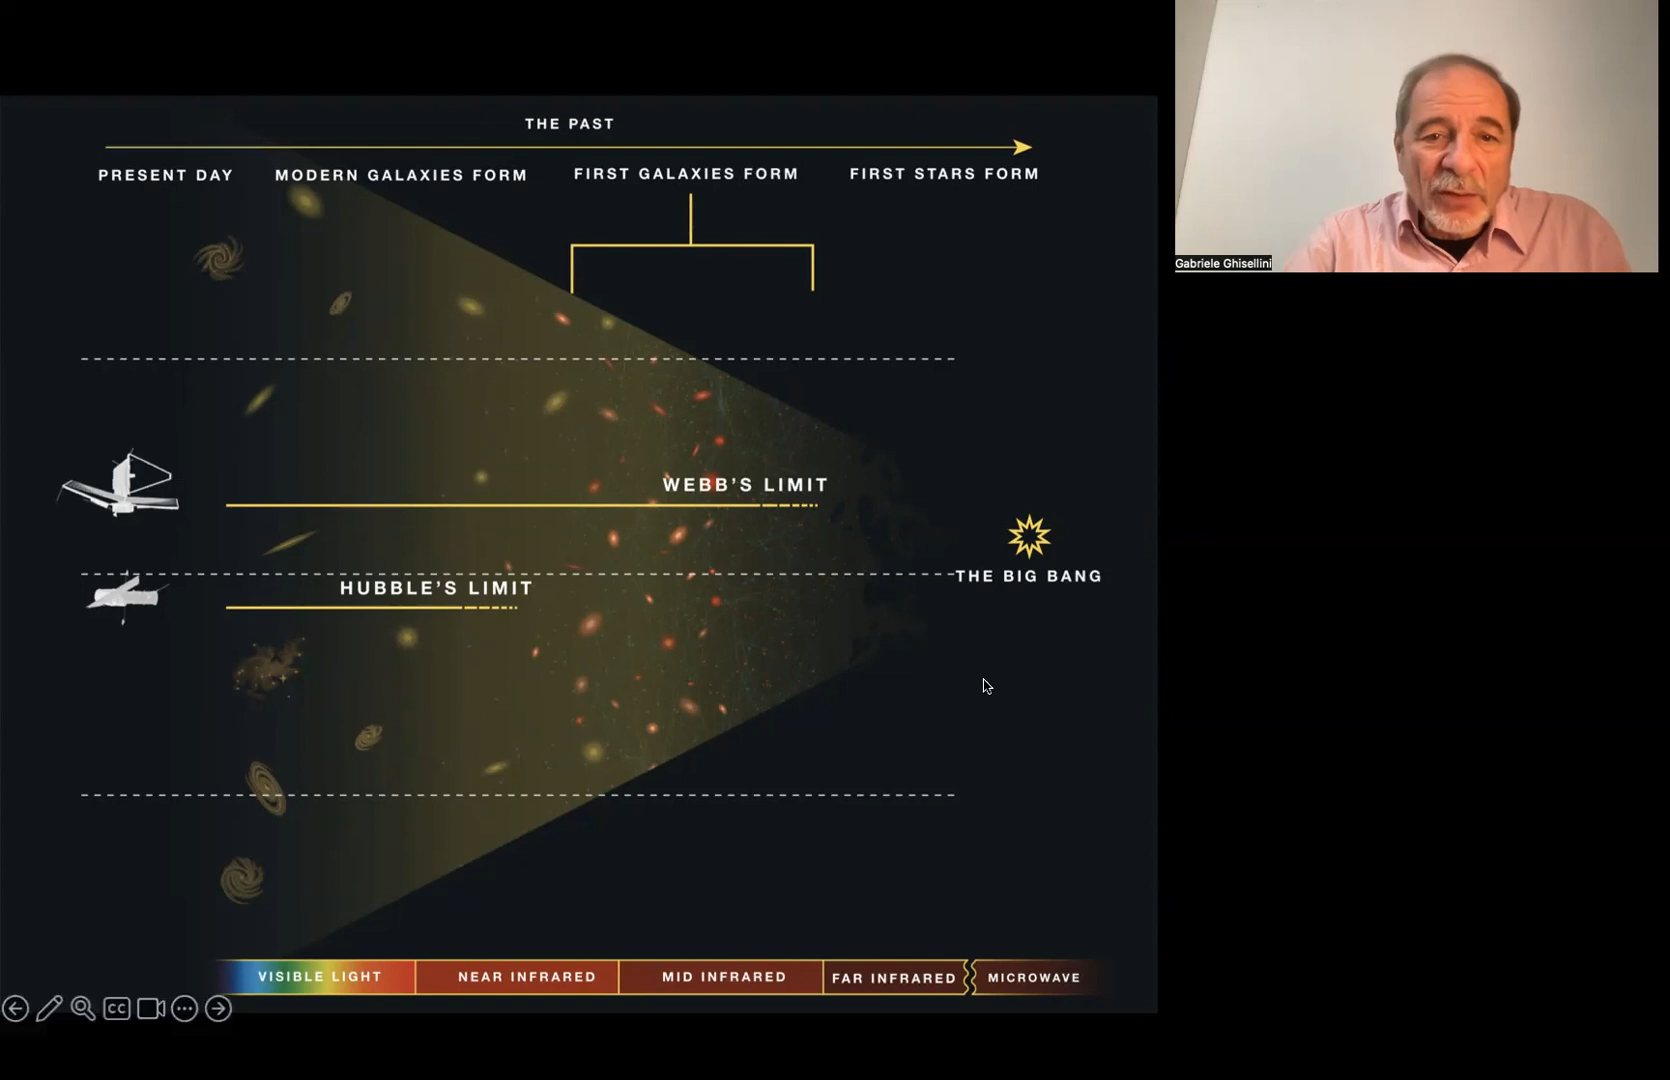 THE PAST
PRESENT DAY
MODERN GALAXIES FORM
FIRST GALAXIES FORM
FIRST STARS FORM
Gabriele Ghisellini
WEBB'S LIMIT
THE BIG BANG
HUBBLE'S LIMIT
VISIBLE LIGHT
NEAR INFRARED
MID INFRARED
FAR INFRARED
MICROWAVE
CC